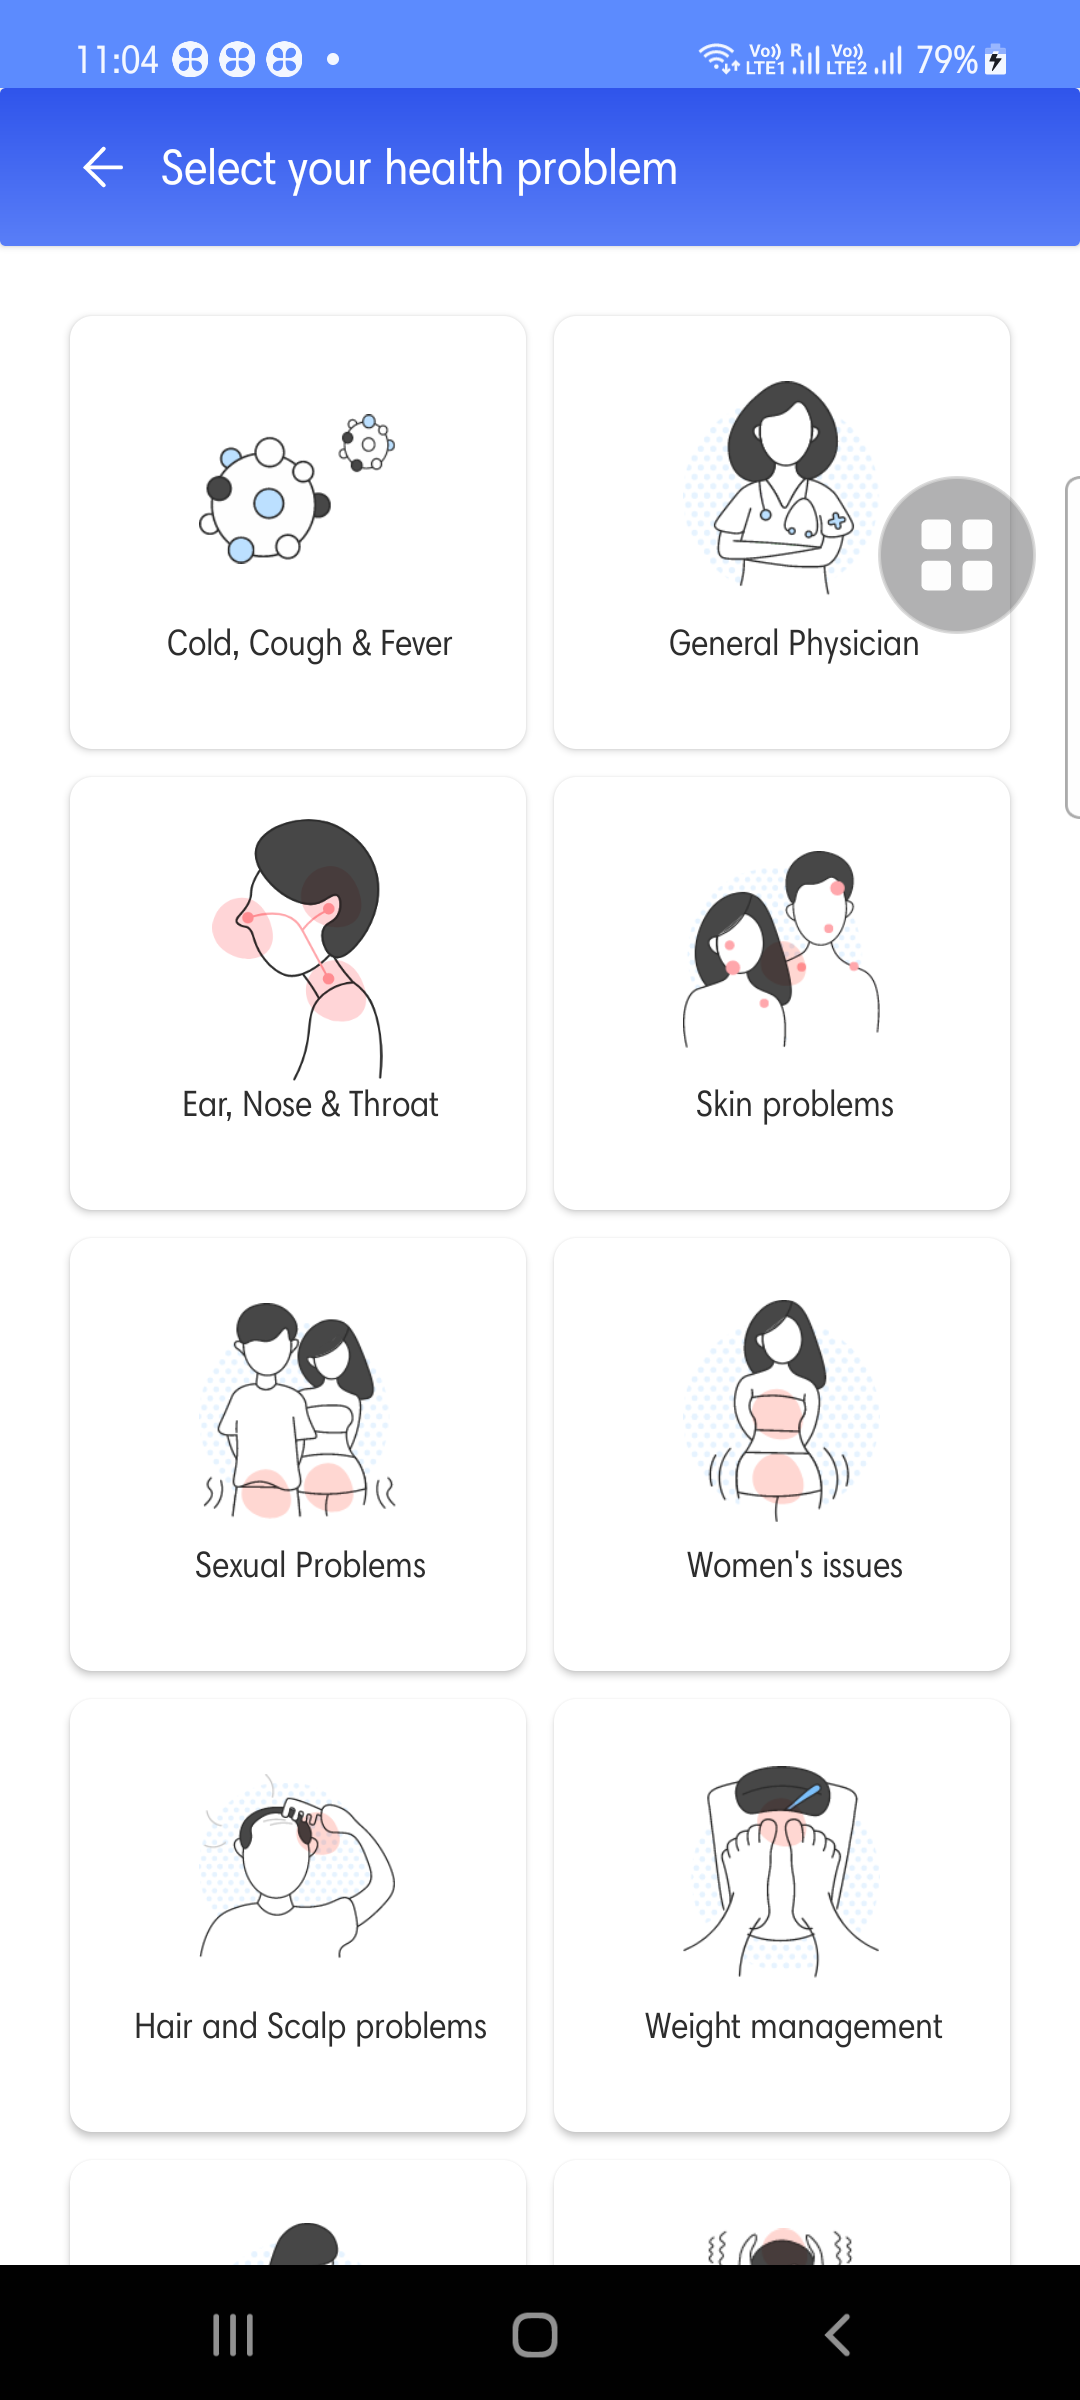 11:04
Vo)) R Vo)) 79%
LTE1 LTE2
Select your health problem
Cold, Cough & Fever
General Physician
Ear, Nose & Throat
Skin problems
Sexual Problems
Women's issues
Hair and Scalp problems
Weight management